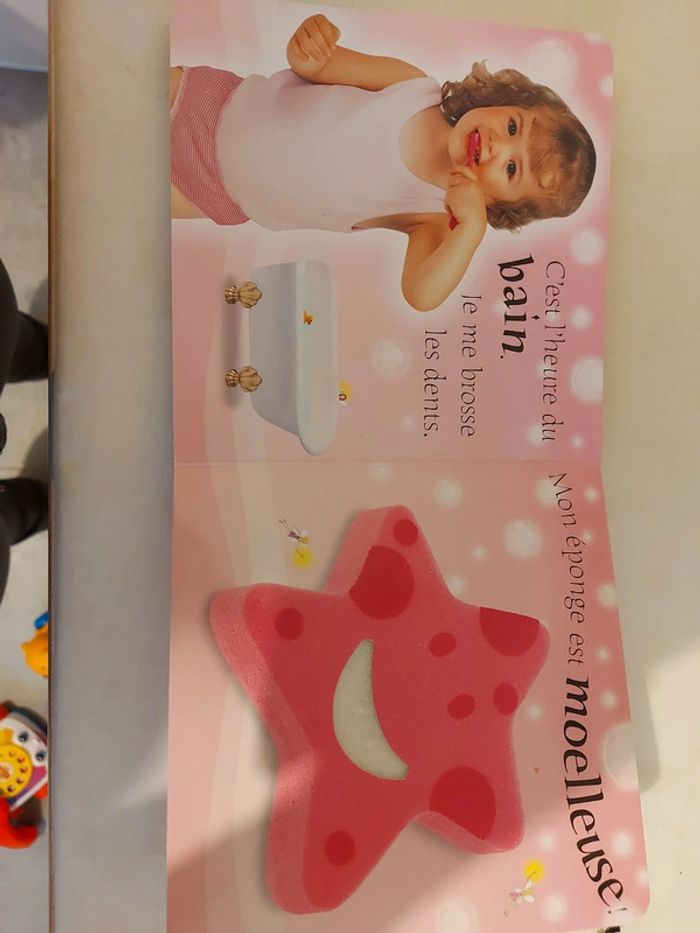 C'est l'heure du
bain.
Je me brosse
les dents.
Mon éponge est moelleuse!